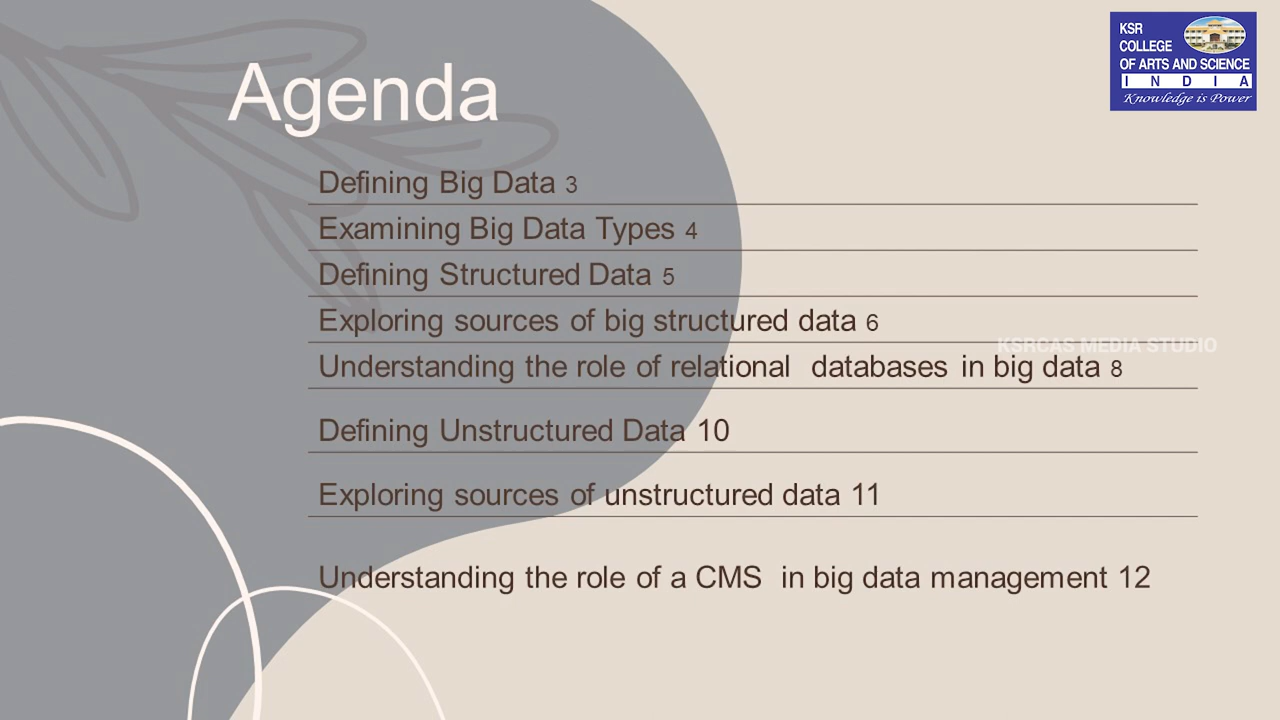 KSR
COLLEGE
OF ARTS AND SCIENCE
INDIA
Knowledge is Power
Agenda
Defining Big Data 3
Examining Big Data Types 4
Defining Structured Data 5
Exploring sources of big structured data 6
KSRCAS MEDIA STUDIO
Understanding the role of relational databases in big data 8
Defining Unstructured Data 10
Exploring sources of unstructured data 11
Understanding the role of a CMS in big data management 12